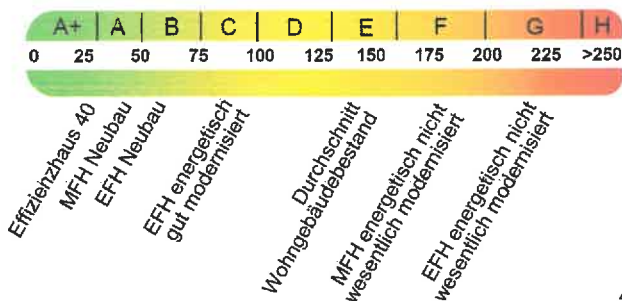 A+ A B C D E F G H
0 25 50 75 100 125 150 175 200 225 >250
Effizienzhaus 40
MFH Neubau
EFH Neubau
EFH energetisch
gut modernisiert
Durchschnitt
Wohngebäudebestand
MFH energetisch nicht
wesentlich modernisiert
EFH energetisch nicht
wesentlich modernisiert